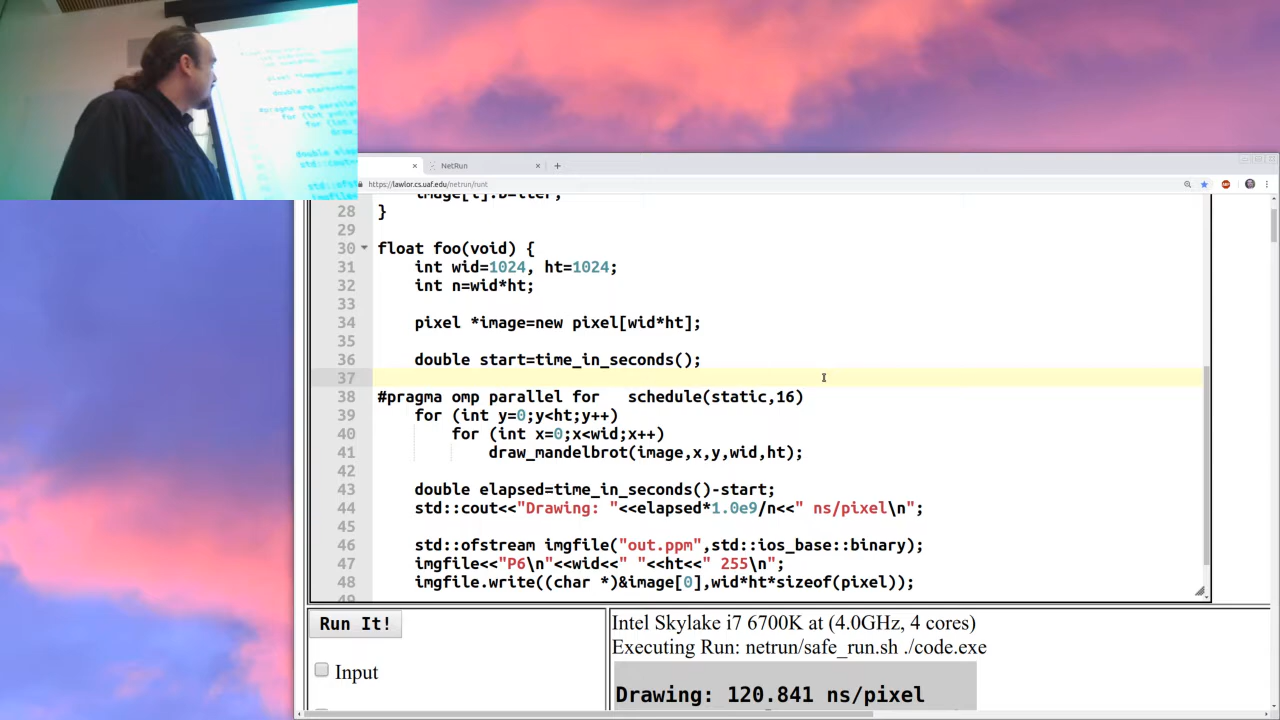 NetRun
https://lawlor.cs.uaf.edu/netrun/runt
28 }
29
30 float foo(void) {
31 int wid=1024, ht=1024;
32 int n=wid*ht;
33
34 pixel *image=new pixel[wid*ht];
35
36 double start=time_in_seconds();
37
38 #pragma omp parallel for   schedule(static,16)
39 for (int y=0;y<ht;y++)
40 for (int x=0;x<wid;x++)
41 draw_mandelbrot(image,x,y,wid,ht);
42
43 double elapsed=time_in_seconds()-start;
44 std::cout<<"Drawing: "<<elapsed*1.0e9/n<<" ns/pixel\n";
45
46 std::ofstream imgfile("out.ppm",std::ios_base::binary);
47 imgfile<<"P6\n"<<wid<<" "<<ht<<" 255\n";
48 imgfile.write((char *)&image[0],wid*ht*sizeof(pixel));
Run It!
Input
Intel Skylake i7 6700K at (4.0GHz, 4 cores)
Executing Run: netrun/safe_run.sh ./code.exe
Drawing: 120.841 ns/pixel